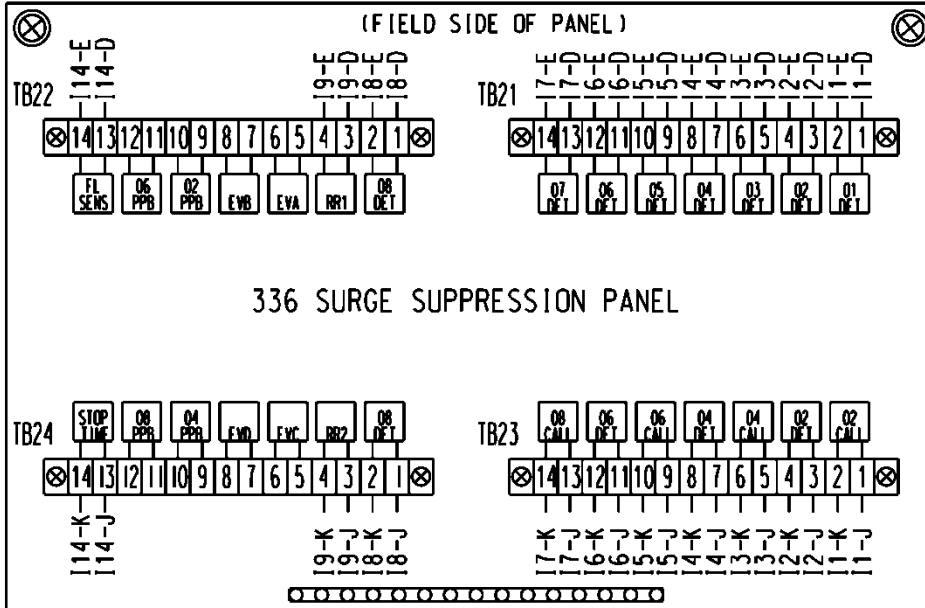 (FIELD SIDE OF PANEL)
I14-E I14-D I9-E I9-D I8-E I8-D
TB22
14 13 12 11 10 9 8 7 6 5 4 3 2 1
FL SENS 06 PPB 02 PPB EVB EVA RR1 08 DET
I7-E I7-D I6-E I6-D I5-E I5-D I4-E I4-D I3-E I3-D I2-E I2-D I1-E I1-D
TB21
14 13 12 11 10 9 8 7 6 5 4 3 2 1
07 DET 06 DET 05 DET 04 DET 03 DET 02 DET 01 DET
336 SURGE SUPPRESSION PANEL
STOP TIME 08 PPB 04 PPB EVD EVC RR2 08 DET
TB24
14 13 12 11 10 9 8 7 6 5 4 3 2 1
I14-K I14-J I9-K I9-J I8-K I8-J
08 CALL 06 DET 06 CALL 04 DET 04 CALL 02 DET 02 CALL
TB23
14 13 12 11 10 9 8 7 6 5 4 3 2 1
I7-K I7-J I6-K I6-J I5-K I5-J I4-K I4-J I3-K I3-J I2-K I2-J I1-K I1-J